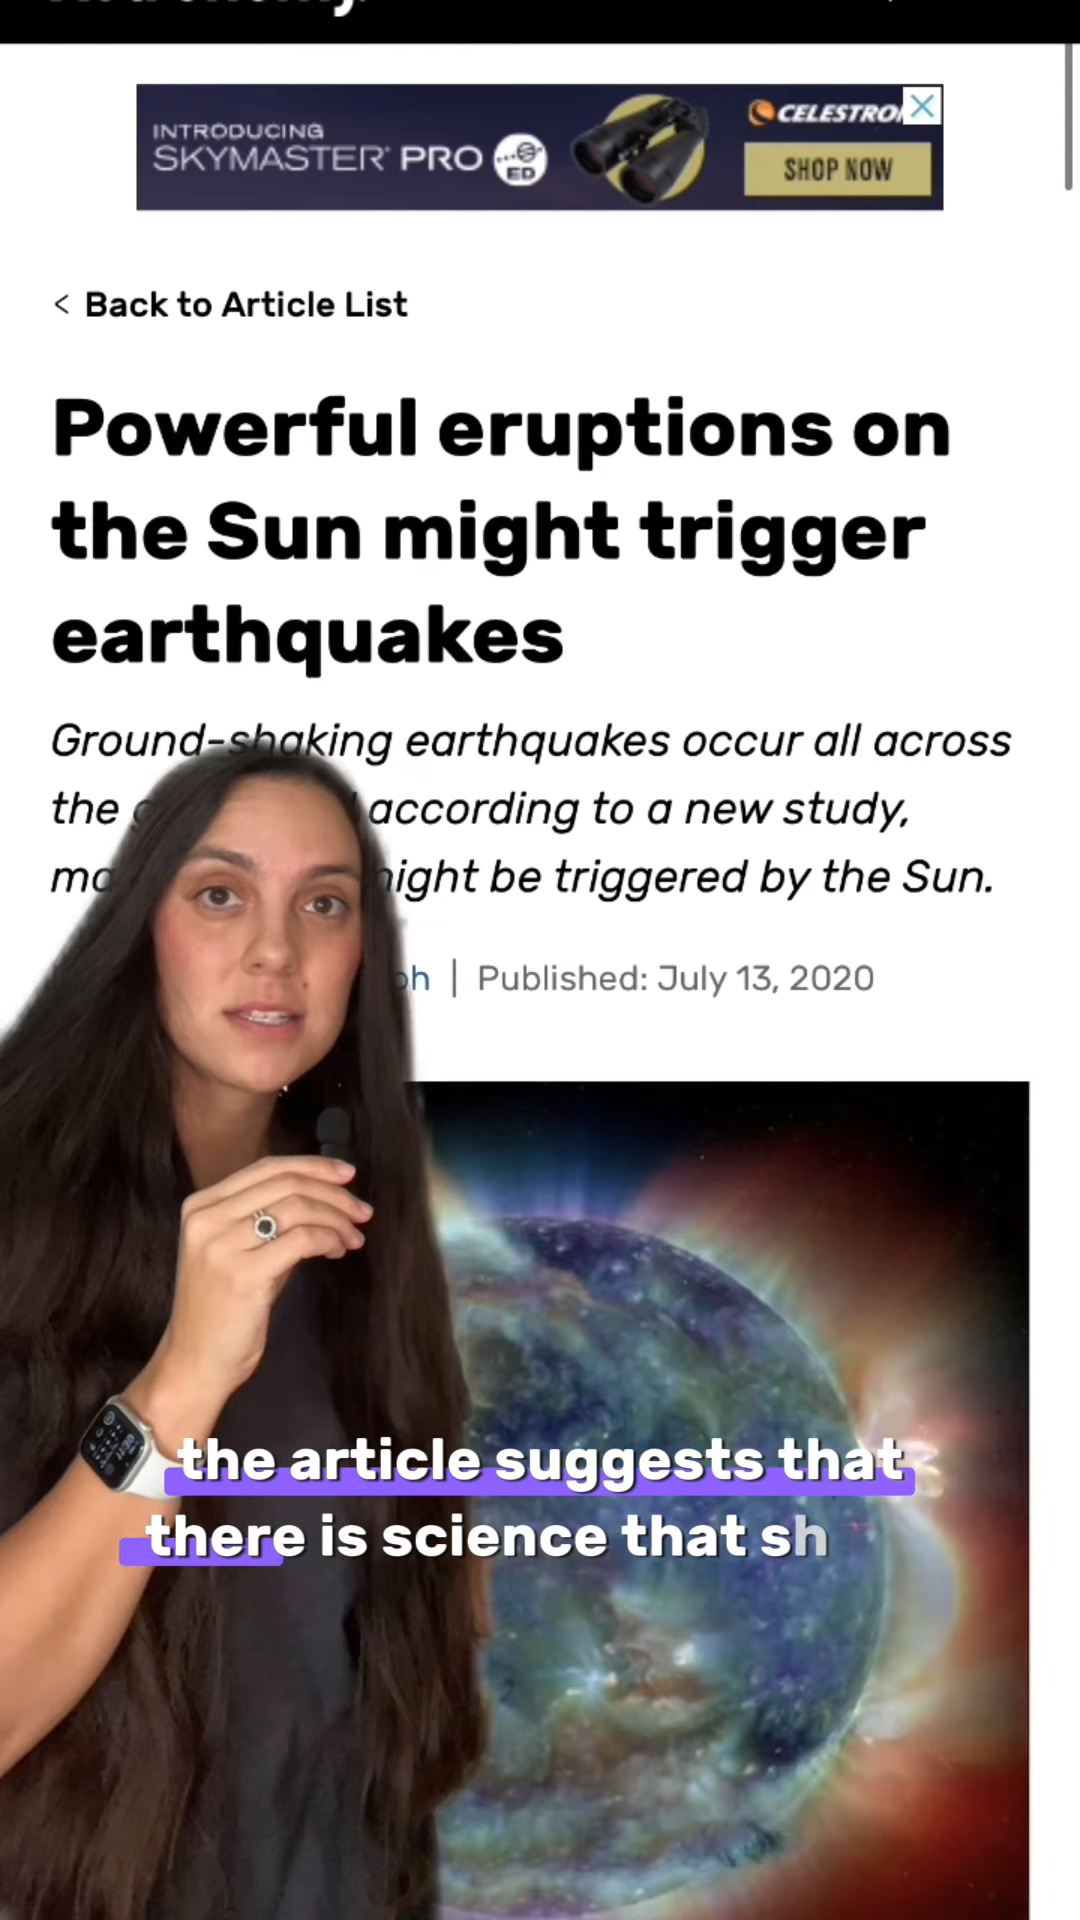 INTRODUCING
SKYMASTER PRO
ED
CELESTRO
SHOP NOW
< Back to Article List
Powerful eruptions on
the Sun might trigger
earthquakes
Ground-shaking earthquakes occur all across
the according to a new study,
might be triggered by the Sun.
| Published: July 13, 2020
the article suggests that
there is science that sh